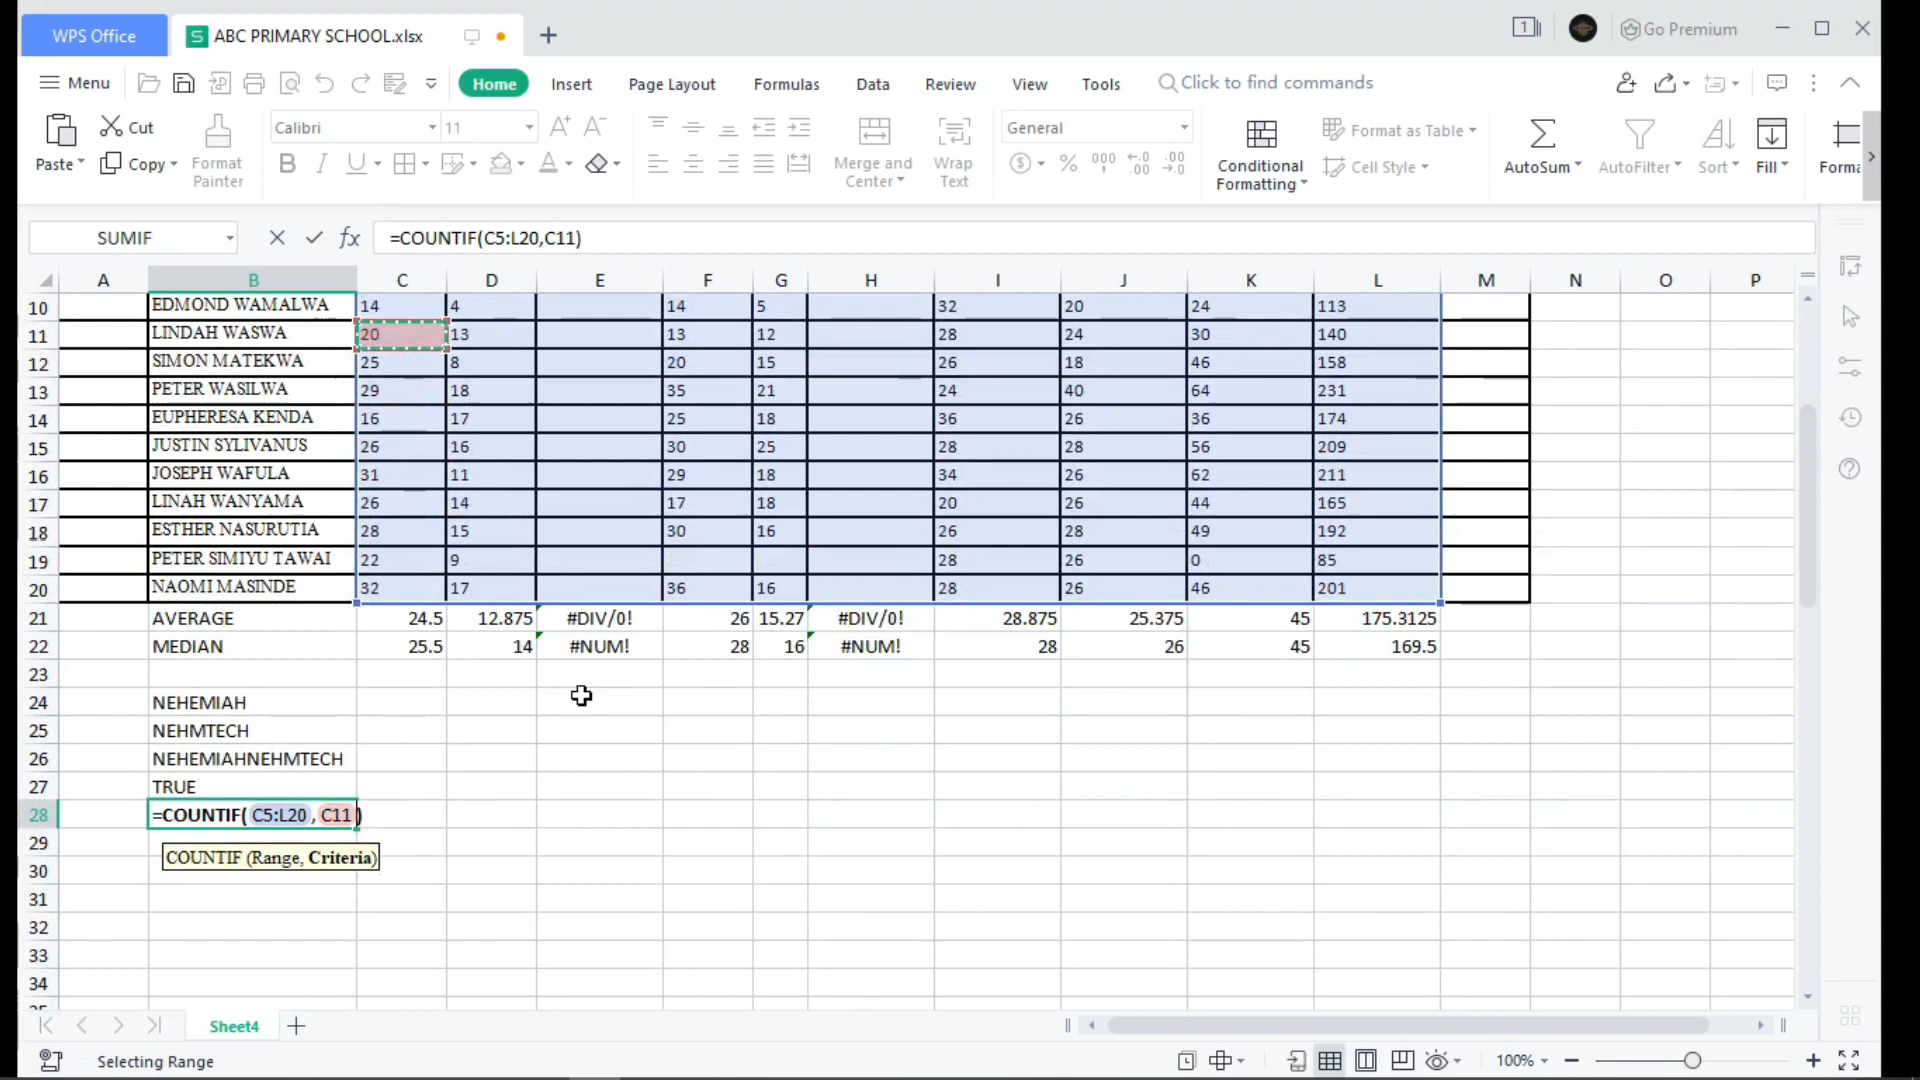 WPS Office
S ABC PRIMARY SCHOOL.xlsx
1
Go Premium
Menu
Home Insert Page Layout Formulas Data Review View Tools Click to find commands
Paste Cut Copy Format Painter
Calibri 11 A+ A-
B I U A
Merge and Center Wrap Text
General
$ % 000 , ←.0 .00 .00 →.0
Conditional Formatting
Format as Table
Cell Style
AutoSum AutoFilter Sort Fill Forma
SUMIF fx =COUNTIF(C5:L20,C11)
A B C D E F G H I J K L M N O P
10 EDMOND WAMALWA 14 4 14 5 32 20 24 113
11 LINDAH WASWA 20 13 13 12 28 24 30 140
12 SIMON MATEKWA 25 8 20 15 26 18 46 158
13 PETER WASILWA 29 18 35 21 24 40 64 231
14 EUPHERESA KENDA 16 17 25 18 36 26 36 174
15 JUSTIN SYLIVANUS 26 16 30 25 28 28 56 209
16 JOSEPH WAFULA 31 11 29 18 34 26 62 211
17 LINAH WANYAMA 26 14 17 18 20 26 44 165
18 ESTHER NASURUTIA 28 15 30 16 26 28 49 192
19 PETER SIMIYU TAWAI 22 9 28 26 0 85
20 NAOMI MASINDE 32 17 36 16 28 26 46 201
21 AVERAGE 24.5 12.875 #DIV/0! 26 15.27 #DIV/0! 28.875 25.375 45 175.3125
22 MEDIAN 25.5 14 #NUM! 28 16 #NUM! 28 26 45 169.5
23
24 NEHEMIAH
25 NEHMTECH
26 NEHEMIAHNEHMTECH
27 TRUE
28 =COUNTIF( C5:L20 , C11 )
29
COUNTIF (Range, Criteria)
30
31
32
33
34
Sheet4
Selecting Range
100%